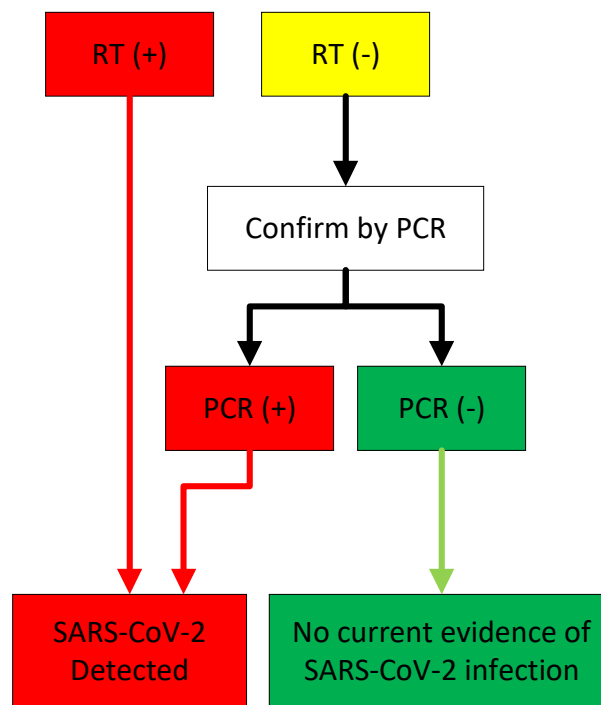 RT (+)
RT (-)
Confirm by PCR
PCR (+)
PCR (-)
SARS-CoV-2
Detected
No current evidence of
SARS-CoV-2 infection